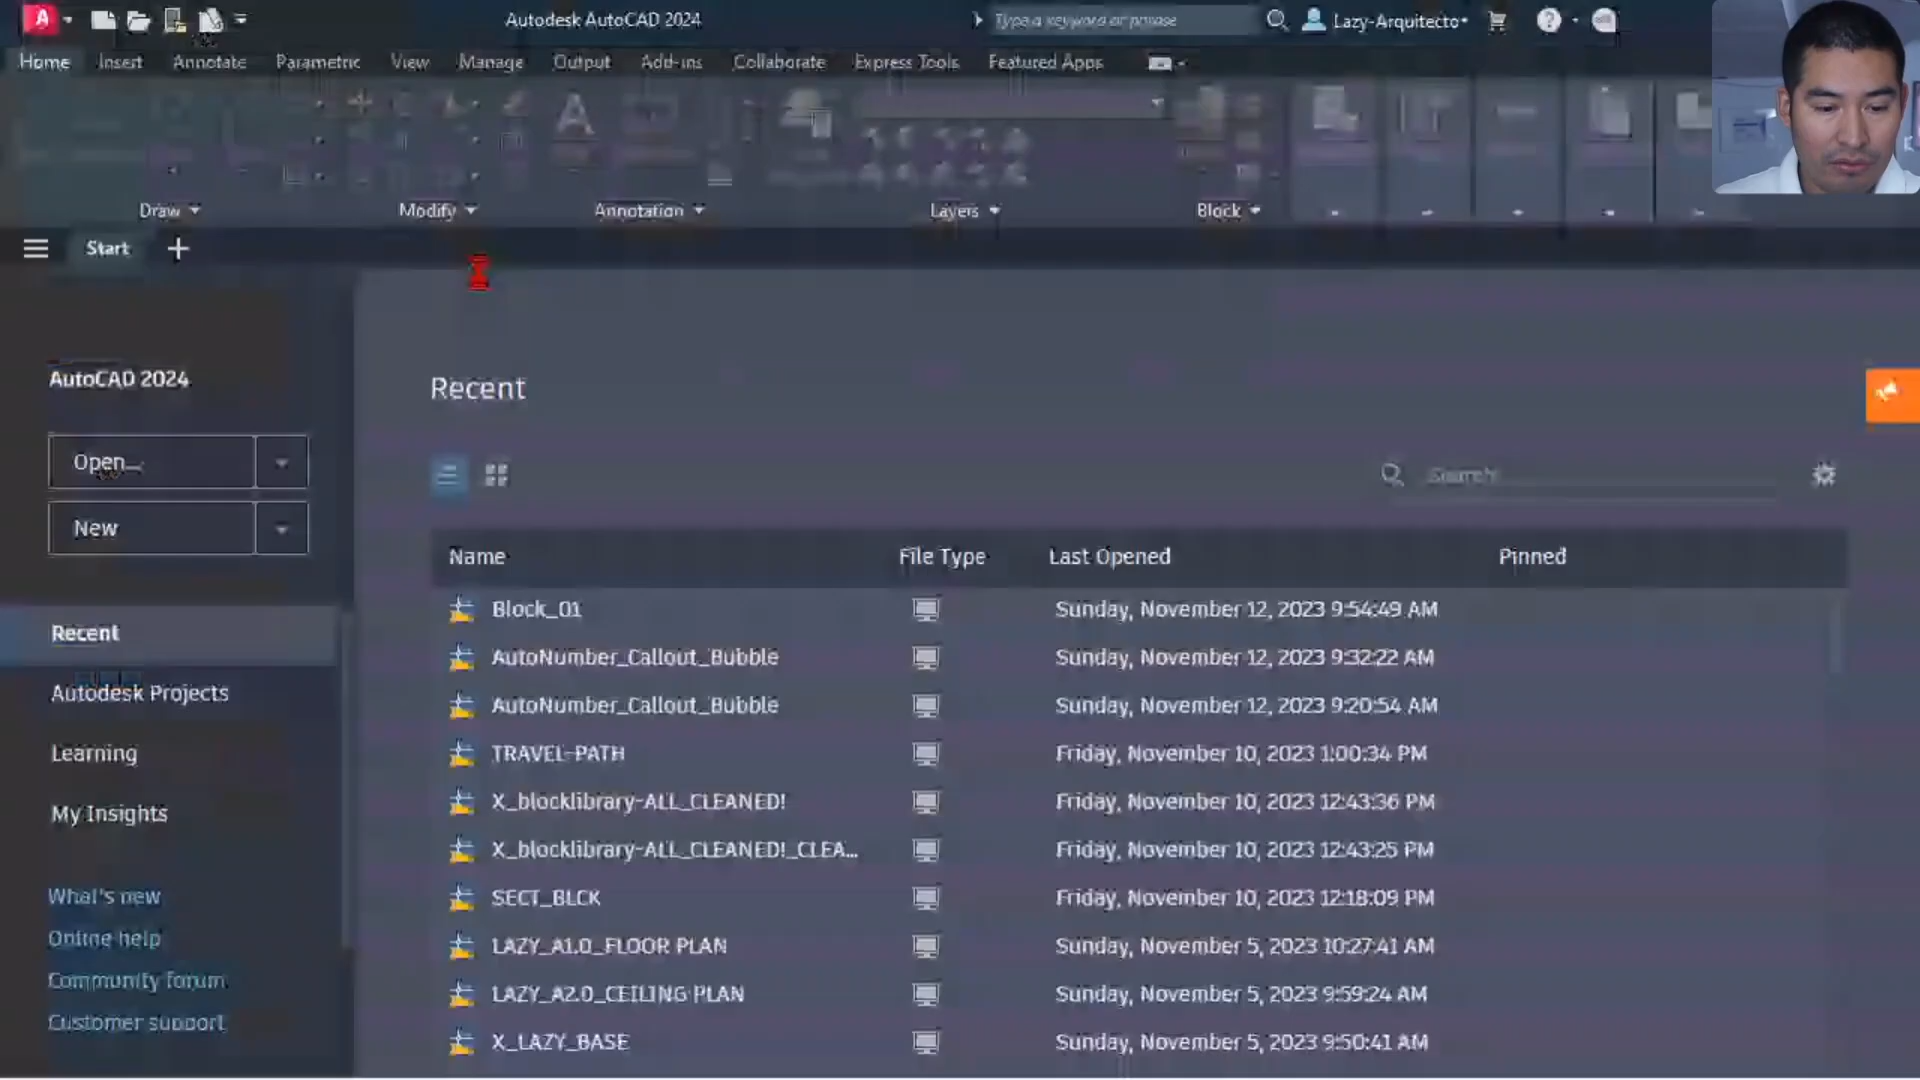 A
Autodesk AutoCAD 2024
Type a keyword or phrase
Lazy-Arquitecto
?
Home Insert Annotate Parametric View Manage Output Add-ins Collaborate Express Tools Featured Apps
A
Draw Modify Annotation Layers Block
Start
AutoCAD 2024
Open...
New
Recent
Autodesk Projects
Learning
My Insights
What's new
Online help
Community forum
Customer support
Recent
Search
Name File Type Last Opened Pinned
Block_01 Sunday, November 12, 2023 9:54:49 AM
AutoNumber_Callout_Bubble Sunday, November 12, 2023 9:32:22 AM
AutoNumber_Callout_Bubble Sunday, November 12, 2023 9:20:54 AM
TRAVEL-PATH Friday, November 10, 2023 1:00:34 PM
X_blocklibrary-ALL_CLEANED! Friday, November 10, 2023 12:43:36 PM
X_blocklibrary-ALL_CLEANED!_CLEA... Friday, November 10, 2023 12:43:25 PM
SECT_BLCK Friday, November 10, 2023 12:18:09 PM
LAZY_A1.0_FLOOR PLAN Sunday, November 5, 2023 10:27:41 AM
LAZY_A2.0_CEILING PLAN Sunday, November 5, 2023 9:59:24 AM
X_LAZY_BASE Sunday, November 5, 2023 9:50:41 AM